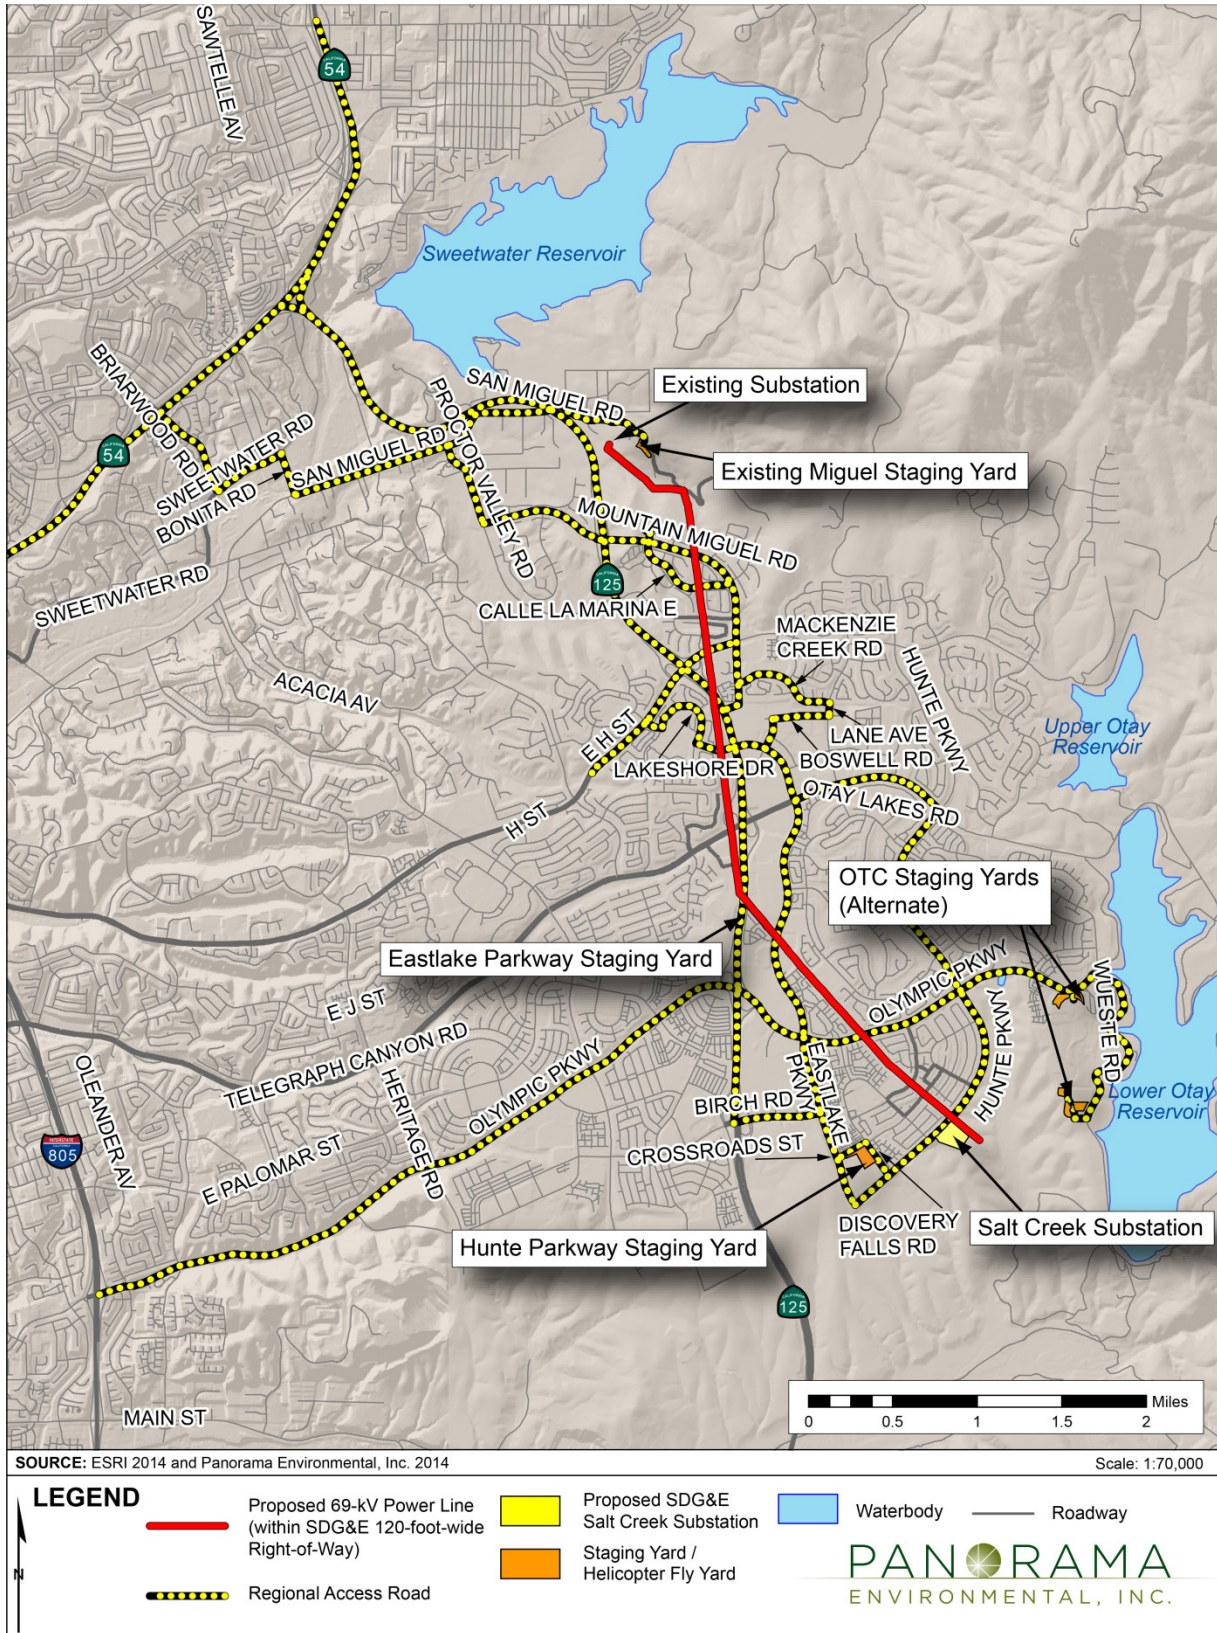 SAWTELLE AV
CALIFORNIA
54
Sweetwater Reservoir
BRIARWOOD RD
CALIFORNIA
54
SWEETWATER RD
BONITA RD
SAN MIGUEL RD
PROCTOR VALLEY RD
SAN MIGUEL RD
Existing Substation
Existing Miguel Staging Yard
SWEETWATER RD
MOUNTAIN MIGUEL RD
CALIFORNIA
125
CALLE LA MARINA E
MACKENZIE
CREEK RD
HUNTE PKWY
ACACIA AV
E H ST
LAKESHORE DR
LANE AVE
BOSWELL RD
Upper Otay
Reservoir
H ST
OTAY LAKES RD
OTC Staging Yards
(Alternate)
Eastlake Parkway Staging Yard
E J ST
OLYMPIC PKWY
WUESTE RD
TELEGRAPH CANYON RD
OLEANDER AV
HERITAGE RD
OLYMPIC PKWY
EASTLAKE
PKWY
HUNTE PKWY
BIRCH RD
Lower Otay
Reservoir
INTERSTATE
CALIFORNIA
805
E PALOMAR ST
CROSSROADS ST
DISCOVERY
FALLS RD
Salt Creek Substation
Hunte Parkway Staging Yard
CALIFORNIA
125
MAIN ST
Miles
0 0.5 1 1.5 2
SOURCE: ESRI 2014 and Panorama Environmental, Inc. 2014
Scale: 1:70,000
LEGEND
N
Proposed 69-kV Power Line
(within SDG&E 120-foot-wide
Right-of-Way)
Regional Access Road
Proposed SDG&E
Salt Creek Substation
Staging Yard /
Helicopter Fly Yard
Waterbody
Roadway
PANORAMA
ENVIRONMENTAL, INC.